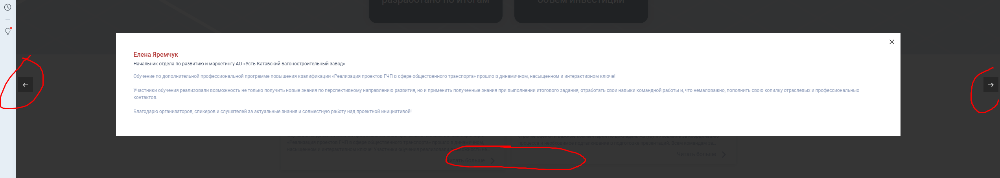 разработано по итогам
объем инвестиций
Елена Яремчук
Начальник отдела по развитию и маркетингу АО «Усть-Катавский вагоностроительный завод»
Обучение по дополнительной профессиональной программе повышения квалификации «Реализация проектов ГЧП в сфере общественного транспорта» прошло в динамичном, насыщенном и интерактивном ключе!
Участники обучения реализовали возможность не только получить новые знания по перспективному направлению развития, но и применить полученные знания при выполнении итогового задания, отработать свои навыки командной работы и, что немаловажно, пополнить свою копилку отраслевых и профессиональных
контактов.
Благодарю организаторов, спикеров и слушателей за актуальные знания и совместную работу над проектной инициативой!
«Реализация проектов ГЧП в сфере общественного транспорта» прошло в динамичном,
насыщенном и интерактивном ключе! Участники обучения реализовали возможность не...
Читать больше
процесса и необходимое подталкивание в подготовке презентаций. Всем командам за...
Читать больше